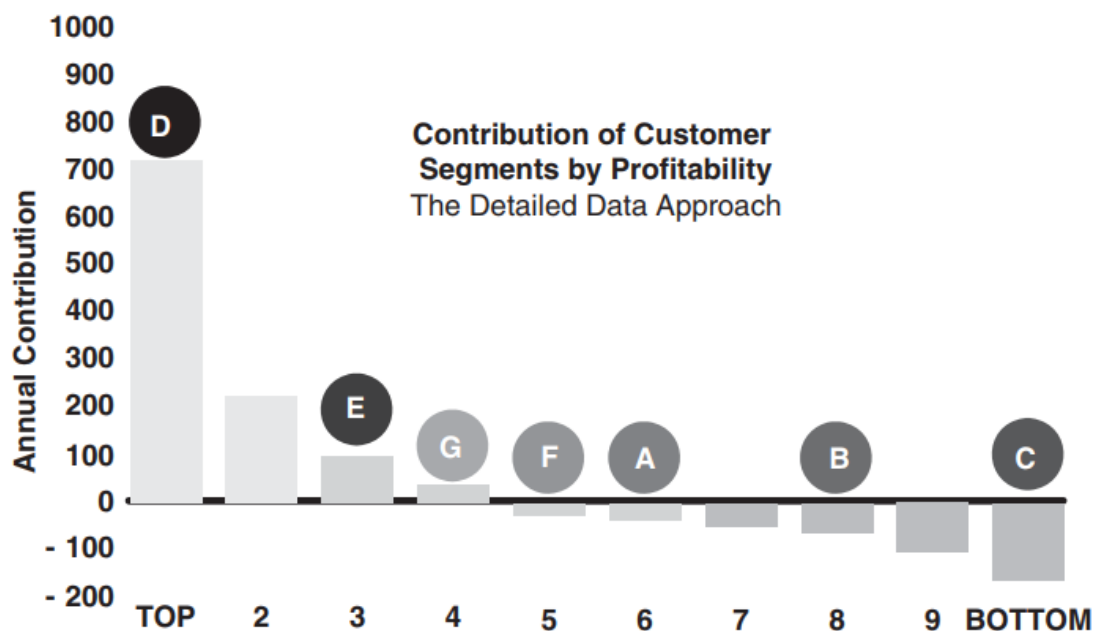 1000
900
800
700
600
500
400
300
200
100
0
- 100
- 200
Annual Contribution
Contribution of Customer
Segments by Profitability
The Detailed Data Approach
D
E
G
F
A
B
C
TOP 2 3 4 5 6 7 8 9 BOTTOM